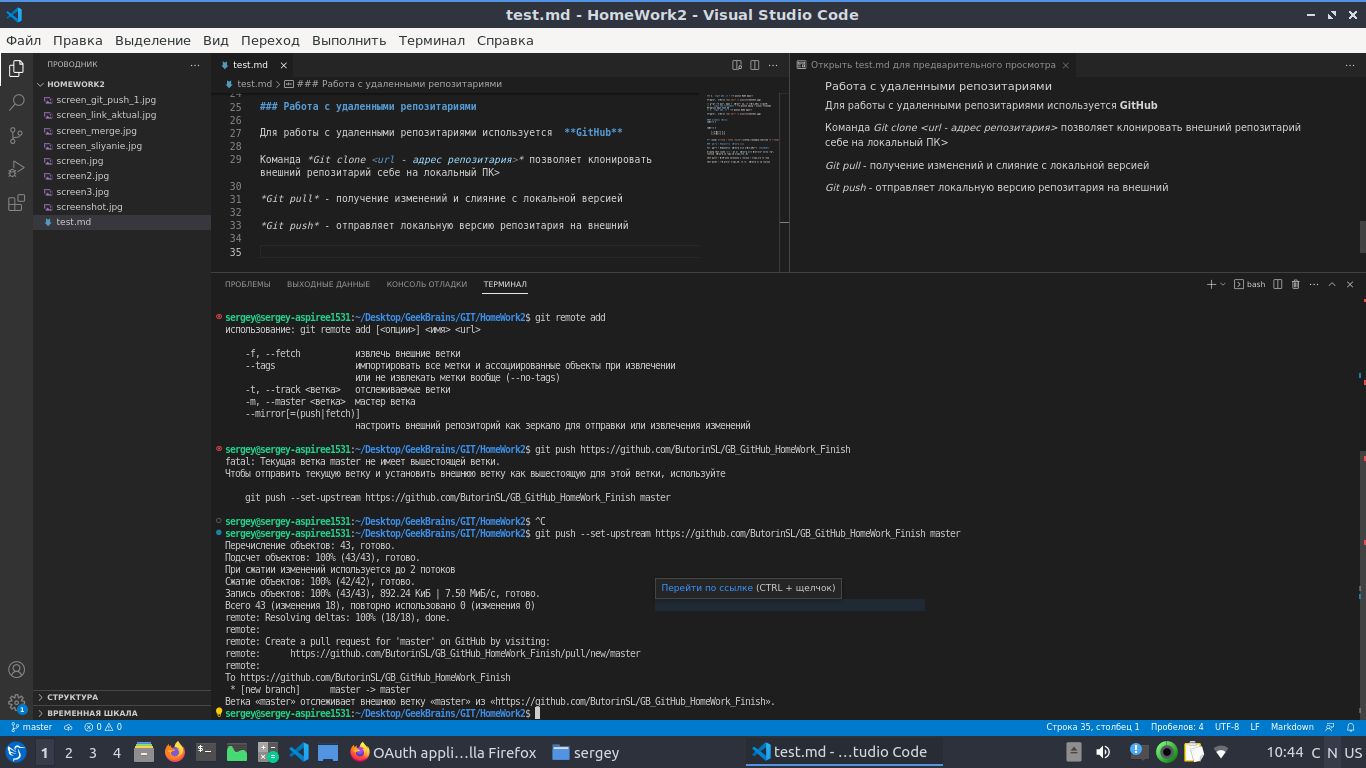 test.md - HomeWork2 - Visual Studio Code
Файл Правка Выделение Вид Переход Выполнить Терминал Справка
ПРОВОДНИК
HOMEWORK2
screen_git_push_1.jpg
screen_link_aktual.jpg
screen_merge.jpg
screen_sliyanie.jpg
screen.jpg
screen2.jpg
screen3.jpg
screenshot.jpg
test.md
СТРУКТУРА
ВРЕМЕННАЯ ШКАЛА
test.md
test.md > ### Работа с удаленными репозиториями
24
25 ### Работа с удаленными репозиториями
26
27 Для работы с удаленными репозиториями используется **GitHub**
28
29 Команда *Git clone <url - адрес репозитария>* позволяет клонировать
внешний репозитарий себе на локальный ПК>
30
31 *Git pull* - получение изменений и слияние с локальной версией
32
33 *Git push* - отправляет локальную версию репозитария на внешний
34
35
Открыть test.md для предварительного просмотра
Работа с удаленными репозиториями
Для работы с удаленными репозиториями используется GitHub
Команда Git clone <url - адрес репозитария> позволяет клонировать внешний репозитарий
себе на локальный ПК>
Git pull - получение изменений и слияние с локальной версией
Git push - отправляет локальную версию репозитария на внешний
ПРОБЛЕМЫ ВЫХОДНЫЕ ДАННЫЕ КОНСОЛЬ ОТЛАДКИ ТЕРМИНАЛ
bash
sergey@sergey-aspiree1531:~/Desktop/GeekBrains/GIT/HomeWork2$ git remote add
использование: git remote add [<опции>] <имя> <url>
-f, --fetch извлечь внешние ветки
--tags импортировать все метки и ассоциированные объекты при извлечении
или не извлекать метки вообще (--no-tags)
-t, --track <ветка> отслеживаемые ветки
-m, --master <ветка> мастер ветка
--mirror[=(push|fetch)]
настроить внешний репозиторий как зеркало для отправки или извлечения изменений
sergey@sergey-aspiree1531:~/Desktop/GeekBrains/GIT/HomeWork2$ git push https://github.com/ButorinSL/GB_GitHub_HomeWork_Finish
fatal: Текущая ветка master не имеет вышестоящей ветки.
Чтобы отправить текущую ветку и установить внешнюю ветку как вышестоящую для этой ветки, используйте
git push --set-upstream https://github.com/ButorinSL/GB_GitHub_HomeWork_Finish master
sergey@sergey-aspiree1531:~/Desktop/GeekBrains/GIT/HomeWork2$ ^C
sergey@sergey-aspiree1531:~/Desktop/GeekBrains/GIT/HomeWork2$ git push --set-upstream https://github.com/ButorinSL/GB_GitHub_HomeWork_Finish master
Перечисление объектов: 43, готово.
Подсчет объектов: 100% (43/43), готово.
При сжатии изменений используется до 2 потоков
Сжатие объектов: 100% (42/42), готово.
Запись объектов: 100% (43/43), 892.24 КиБ | 7.50 МиБ/с, готово.
Всего 43 (изменения 18), повторно использовано 0 (изменения 0)
remote: Resolving deltas: 100% (18/18), done.
remote:
remote: Create a pull request for 'master' on GitHub by visiting:
remote: https://github.com/ButorinSL/GB_GitHub_HomeWork_Finish/pull/new/master
remote:
To https://github.com/ButorinSL/GB_GitHub_HomeWork_Finish
* [new branch] master -> master
Ветка «master» отслеживает внешнюю ветку «master» из «https://github.com/ButorinSL/GB_GitHub_HomeWork_Finish».
sergey@sergey-aspiree1531:~/Desktop/GeekBrains/GIT/HomeWork2$
Перейти по ссылке (CTRL + щелчок)
1
master 0 0 Строка 35, столбец 1 Пробелов: 4 UTF-8 LF Markdown
1 2 3 4 OAuth appli...lla Firefox sergey test.md - ...tudio Code 10:44 C N US